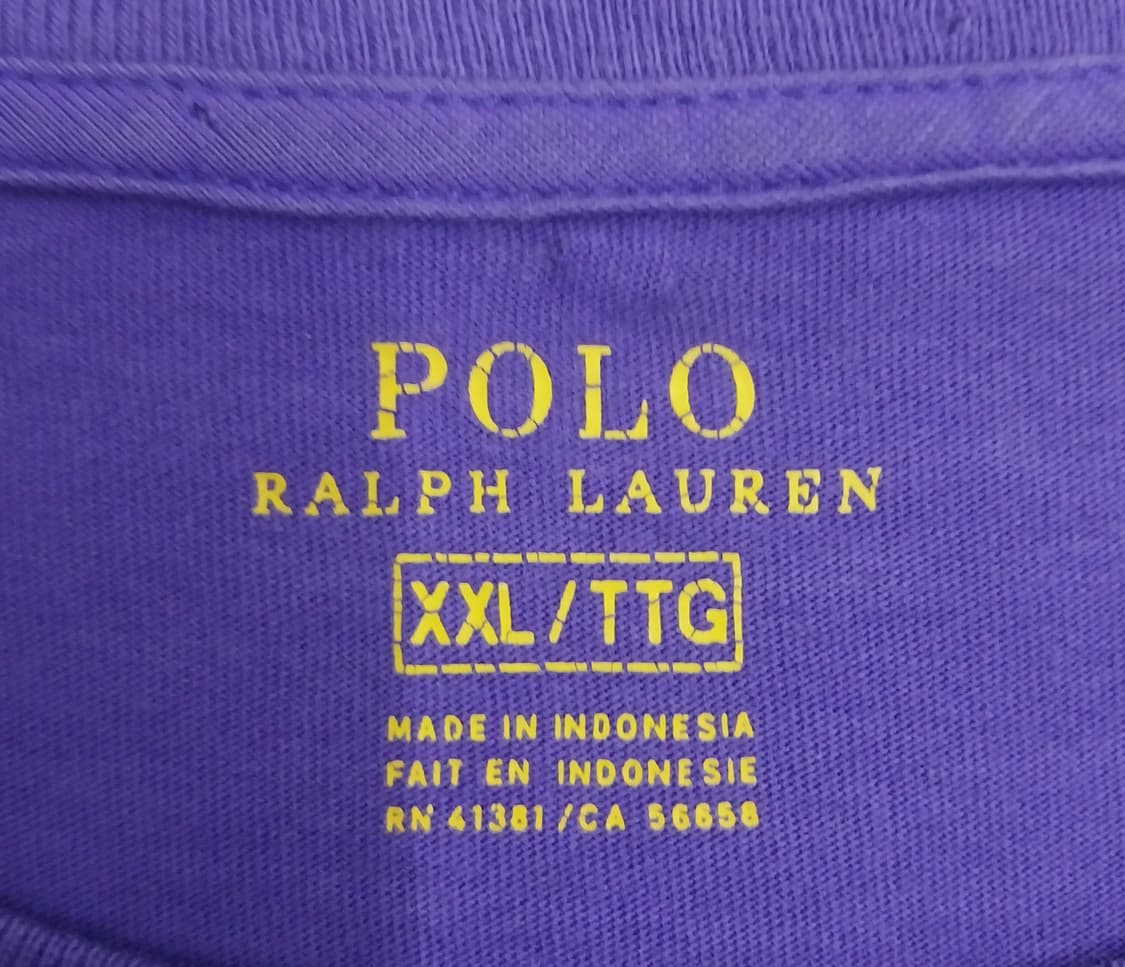 POLO
RALPH LAUREN
XXL/TTG
MADE IN INDONESIA
FAIT EN INDONESIE
RN 41381/CA 56658